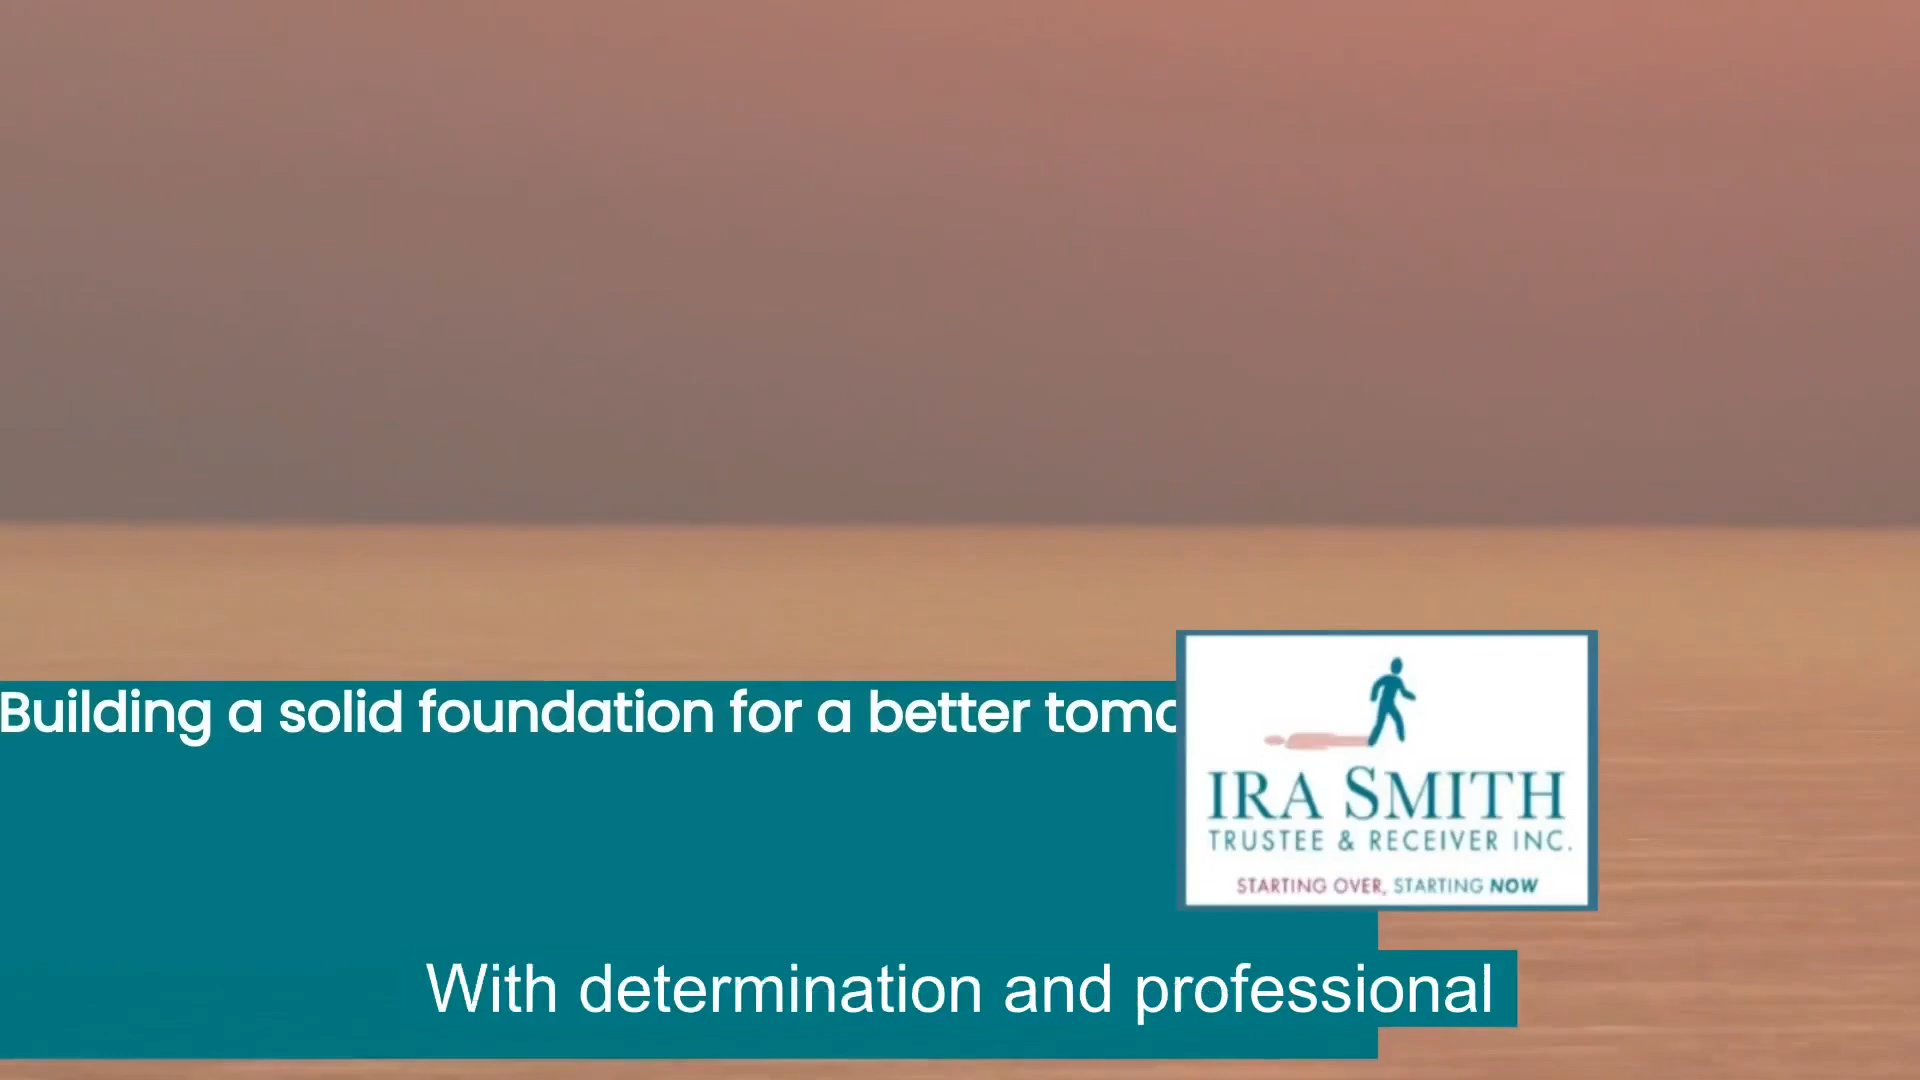 Building a solid foundation for a better tomo
IRA SMITH
TRUSTEE & RECEIVER INC.
STARTING OVER, STARTING NOW
With determination and professional